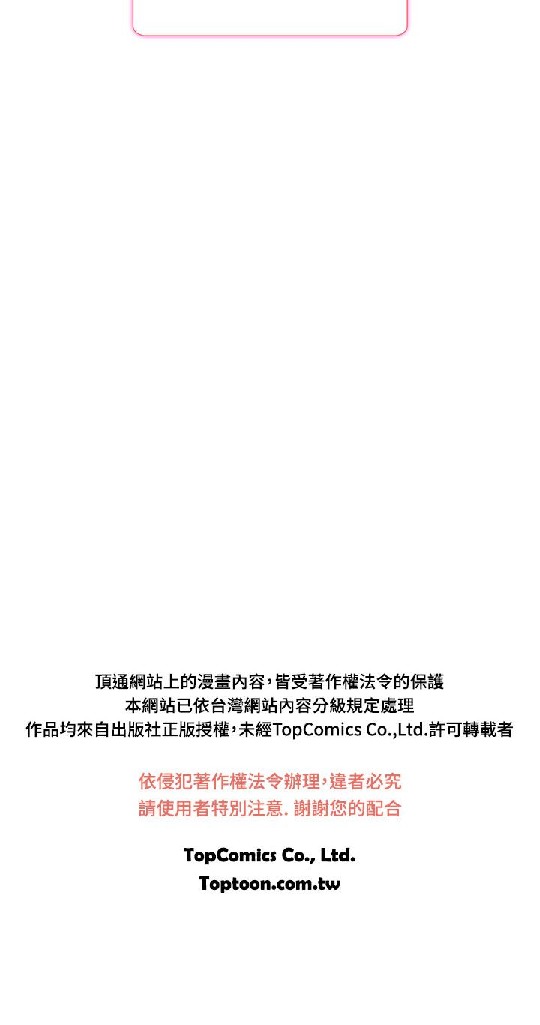 頂通網站上的漫畫內容，皆受著作權法令的保護
本網站已依台灣網站內容分級規定處理
作品均來自出版社正版授權，未經TopComics Co.,Ltd.許可轉載者
依侵犯著作權法令辦理，違者必究
請使用者特別注意. 謝謝您的配合
TopComics Co., Ltd.
Toptoon.com.tw